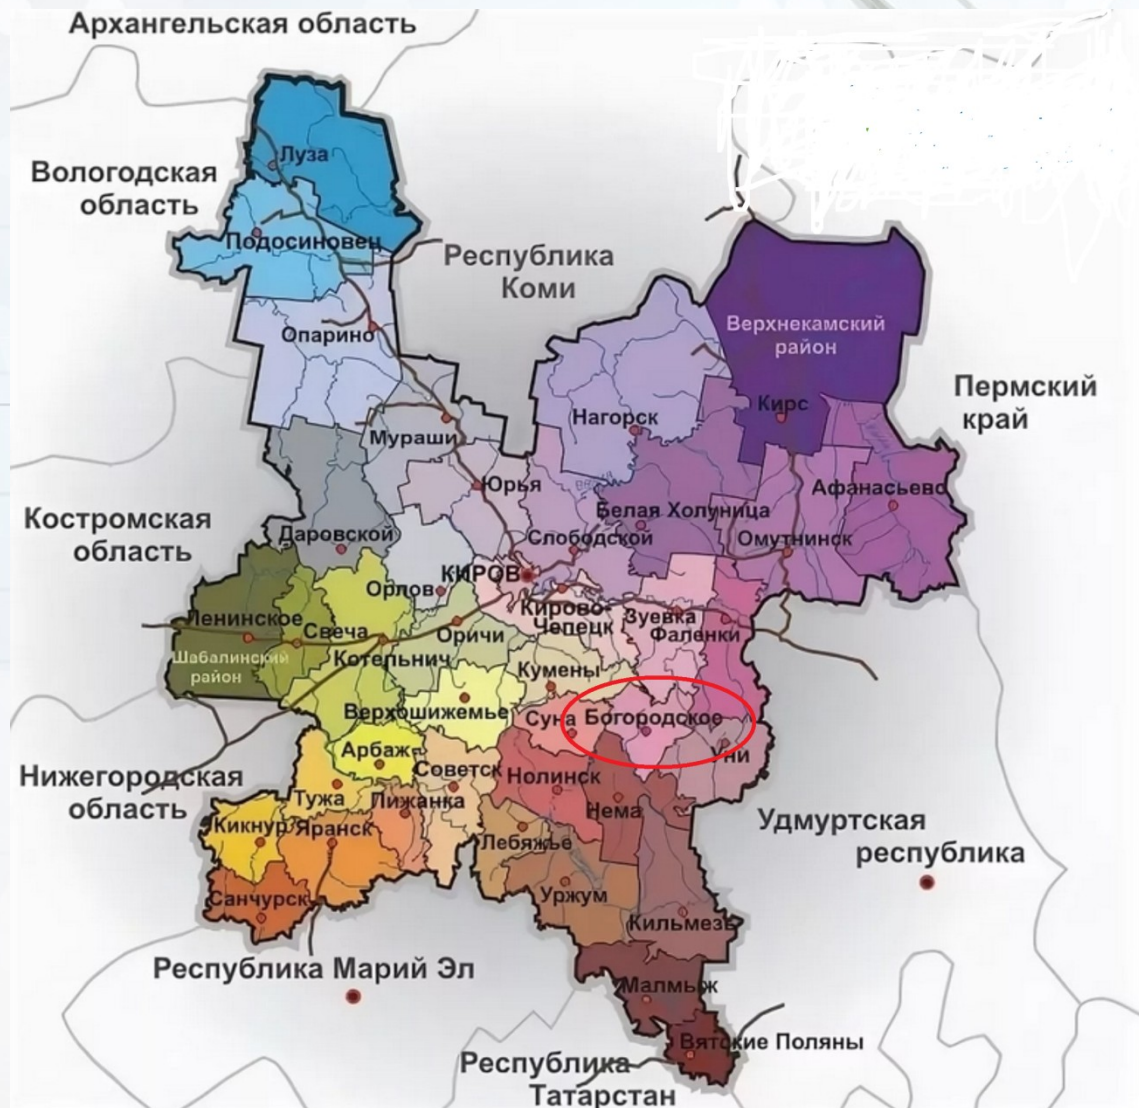 Архангельская область
Луза
Вологодская
область
Подосиновец
Республика
Коми
Опарино
Верхнекамский
район
Пермский
край
Кирс
Нагорск
Мураши
Юрья
Афанасьево
Белая Холуница
Костромская
область
Даровской
Слободской
Омутнинск
КИРОВ
Орлов
Кирово-
Чепецк
Зуевка
Фаленки
Ленинское
Свеча
Оричи
Шабалинский
район
Котельнич
Кумены
Верхошижемье
Суна
Богородское
Арбаж
Уни
Нижегородская
область
Советск
Нолинск
Тужа
Пижанка
Нема
Кикнур
Яранск
Лебяжье
Удмуртская
республика
Санчурск
Уржум
Кильмезь
Республика Марий Эл
Малмыж
Вятские Поляны
Республика
Татарстан